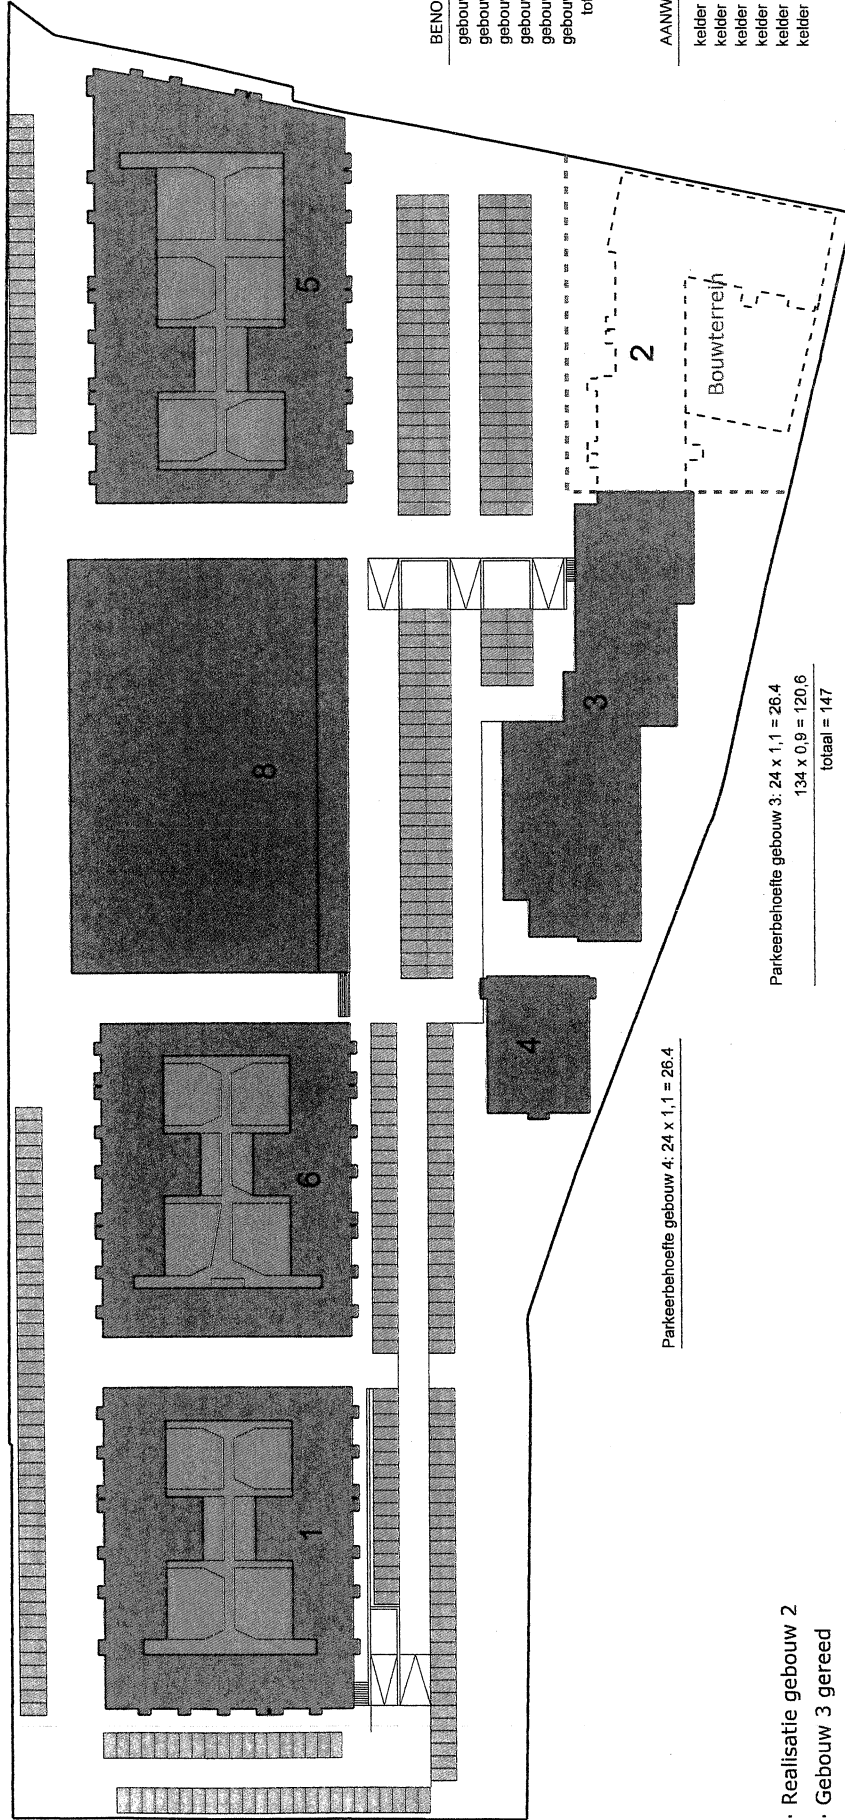 BENO
gebouw
gebouw
gebouw
gebouw
gebouw
gebouw
tot
AANW
kelder
kelder
kelder
kelder
kelder
kelder
5
2
Bouwterrein
8
3
Parkeerbehoefte gebouw 3: 24 x 1,1 = 26.4
134 x 0,9 = 120,6
totaal = 147
4
Parkeerbehoefte gebouw 4: 24 x 1,1 = 26.4
6
1
· Realisatie gebouw 2
· Gebouw 3 gereed